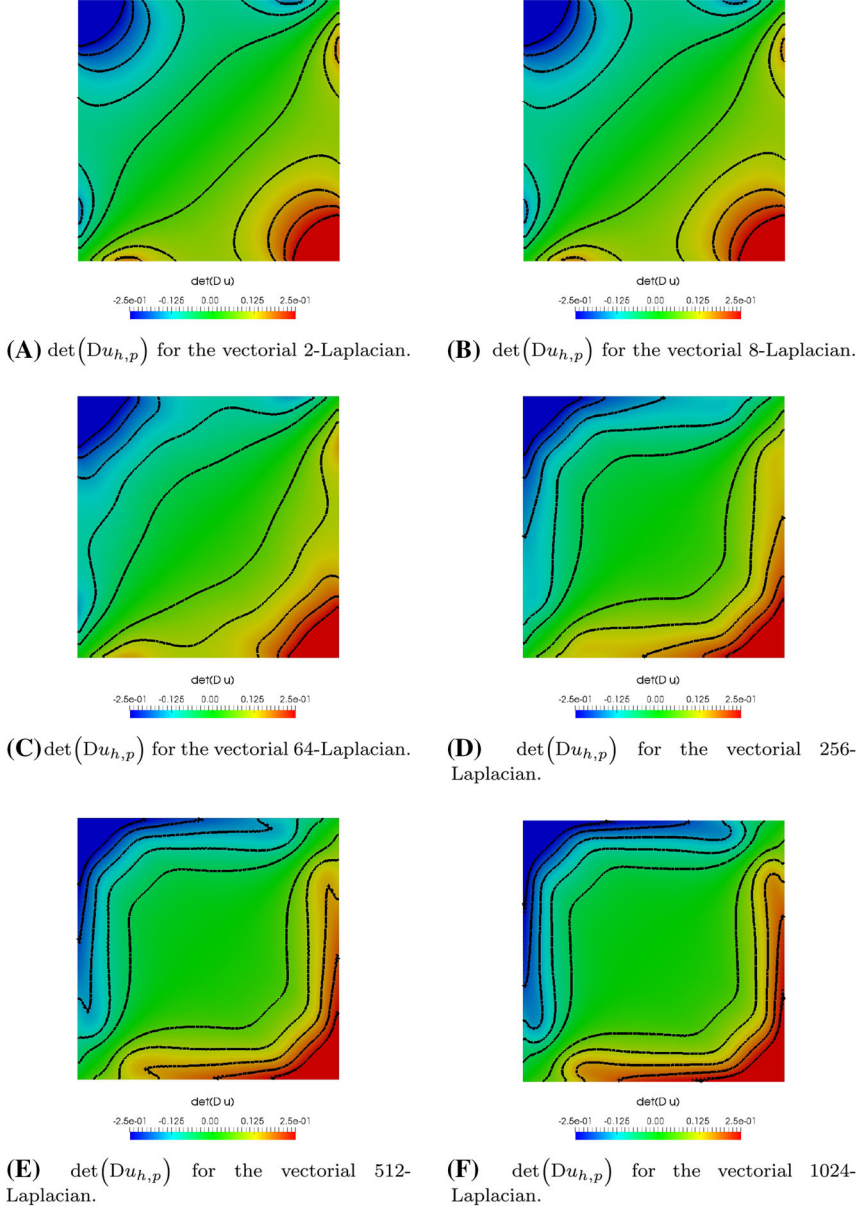 det(D u)
-2.5e-01 -0.125 0.00 0.125 2.5e-01
det(D u)
-2.5e-01 -0.125 0.00 0.125 2.5e-01
(A) det(Du_{h,p}) for the vectorial 2-Laplacian.
(B) det(Du_{h,p}) for the vectorial 8-Laplacian.
det(D u)
-2.5e-01 -0.125 0.00 0.125 2.5e-01
det(D u)
-2.5e-01 -0.125 0.00 0.125 2.5e-01
(C) det(Du_{h,p}) for the vectorial 64-Laplacian.
(D) det(Du_{h,p}) for the vectorial 256-
Laplacian.
det(D u)
-2.5e-01 -0.125 0.00 0.125 2.5e-01
det(D u)
-2.5e-01 -0.125 0.00 0.125 2.5e-01
(E) det(Du_{h,p}) for the vectorial 512-
Laplacian.
(F) det(Du_{h,p}) for the vectorial 1024-
Laplacian.